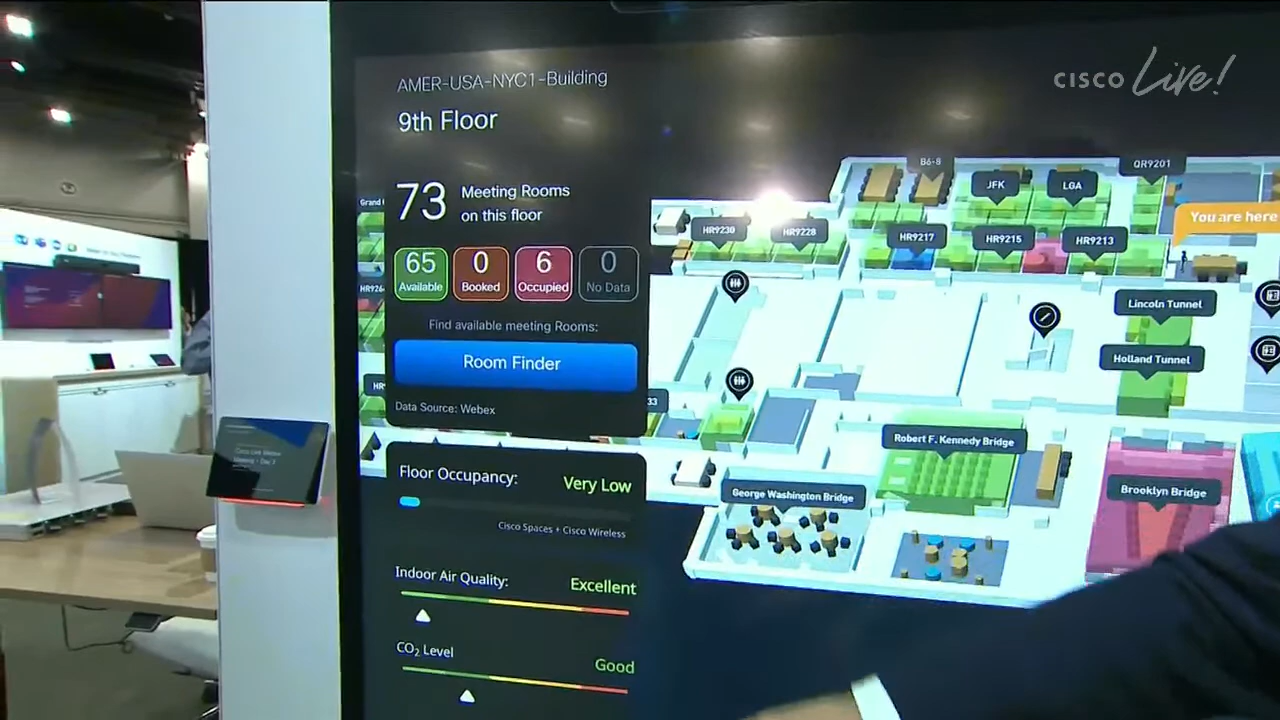 CISCO Live!
AMER-USA-NYC1-Building
9th Floor
73
Meeting Rooms
on this floor
65
Available
0
Booked
6
Occupied
0
No Data
Find available meeting Rooms:
Room Finder
Data Source: Webex
Floor Occupancy:
Very Low
Cisco Spaces + Cisco Wireless
Indoor Air Quality:
Excellent
CO₂ Level
Good
B6-8
QR9201
JFK
LGA
You are here
HR9230
HR9228
HR9217
HR9215
HR9213
Lincoln Tunnel
Holland Tunnel
Robert F. Kennedy Bridge
George Washington Bridge
Brooklyn Bridge
Grand
33